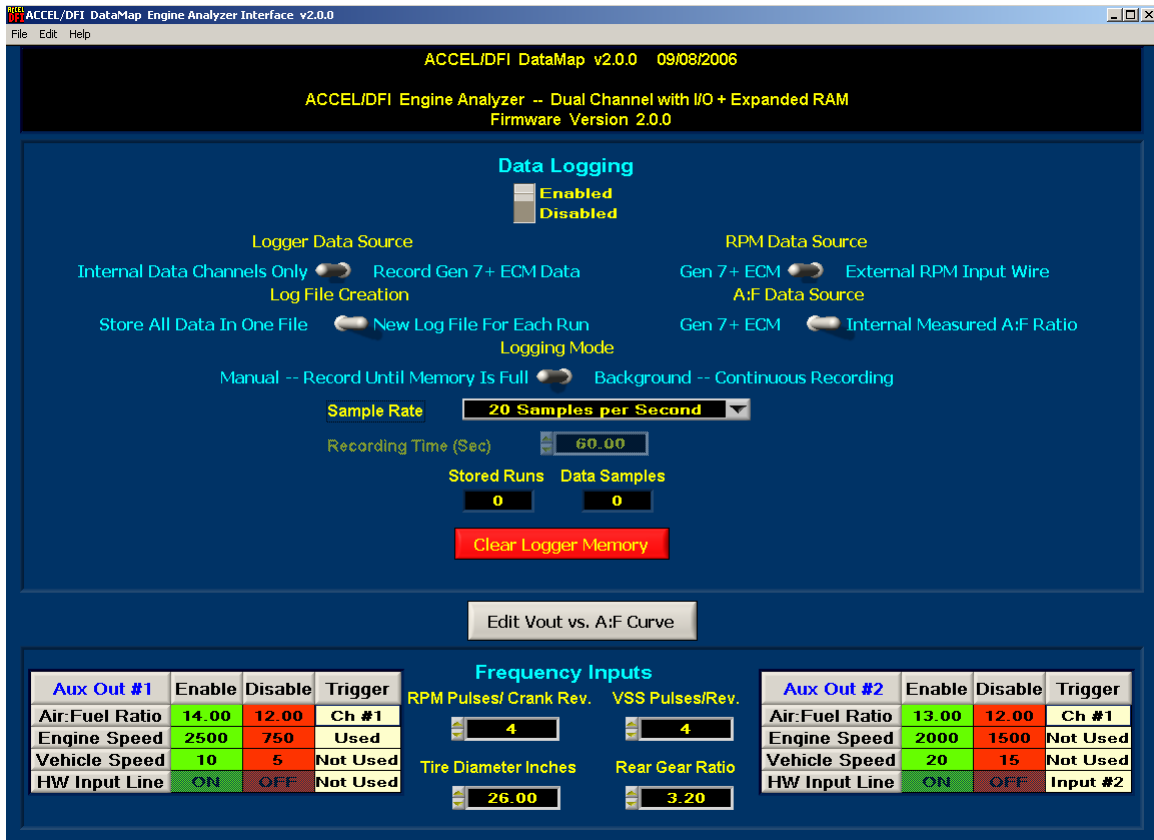 ACCEL/DFI DataMap Engine Analyzer Interface v2.0.0
File Edit Help
ACCEL/DFI DataMap v2.0.0 09/08/2006
ACCEL/DFI Engine Analyzer -- Dual Channel with I/O + Expanded RAM
Firmware Version 2.0.0
Data Logging
Enabled
Disabled
Logger Data Source RPM Data Source
Internal Data Channels Only Record Gen 7+ ECM Data Gen 7+ ECM External RPM Input Wire
Log File Creation A:F Data Source
Store All Data In One File New Log File For Each Run Gen 7+ ECM Internal Measured A:F Ratio
Logging Mode
Manual -- Record Until Memory Is Full Background -- Continuous Recording
Sample Rate 20 Samples per Second
Recording Time (Sec) 60.00
Stored Runs Data Samples
0 0
Clear Logger Memory
Edit Vout vs. A:F Curve
Frequency Inputs
Aux Out #1 Enable Disable Trigger
Air:Fuel Ratio 14.00 12.00 Ch #1
Engine Speed 2500 750 Used
Vehicle Speed 10 5 Not Used
HW Input Line ON OFF Not Used
RPM Pulses/ Crank Rev. VSS Pulses/Rev.
4 4
Tire Diameter Inches Rear Gear Ratio
26.00 3.20
Aux Out #2 Enable Disable Trigger
Air:Fuel Ratio 13.00 12.00 Ch #1
Engine Speed 2000 1500 Not Used
Vehicle Speed 20 15 Not Used
HW Input Line ON OFF Input #2